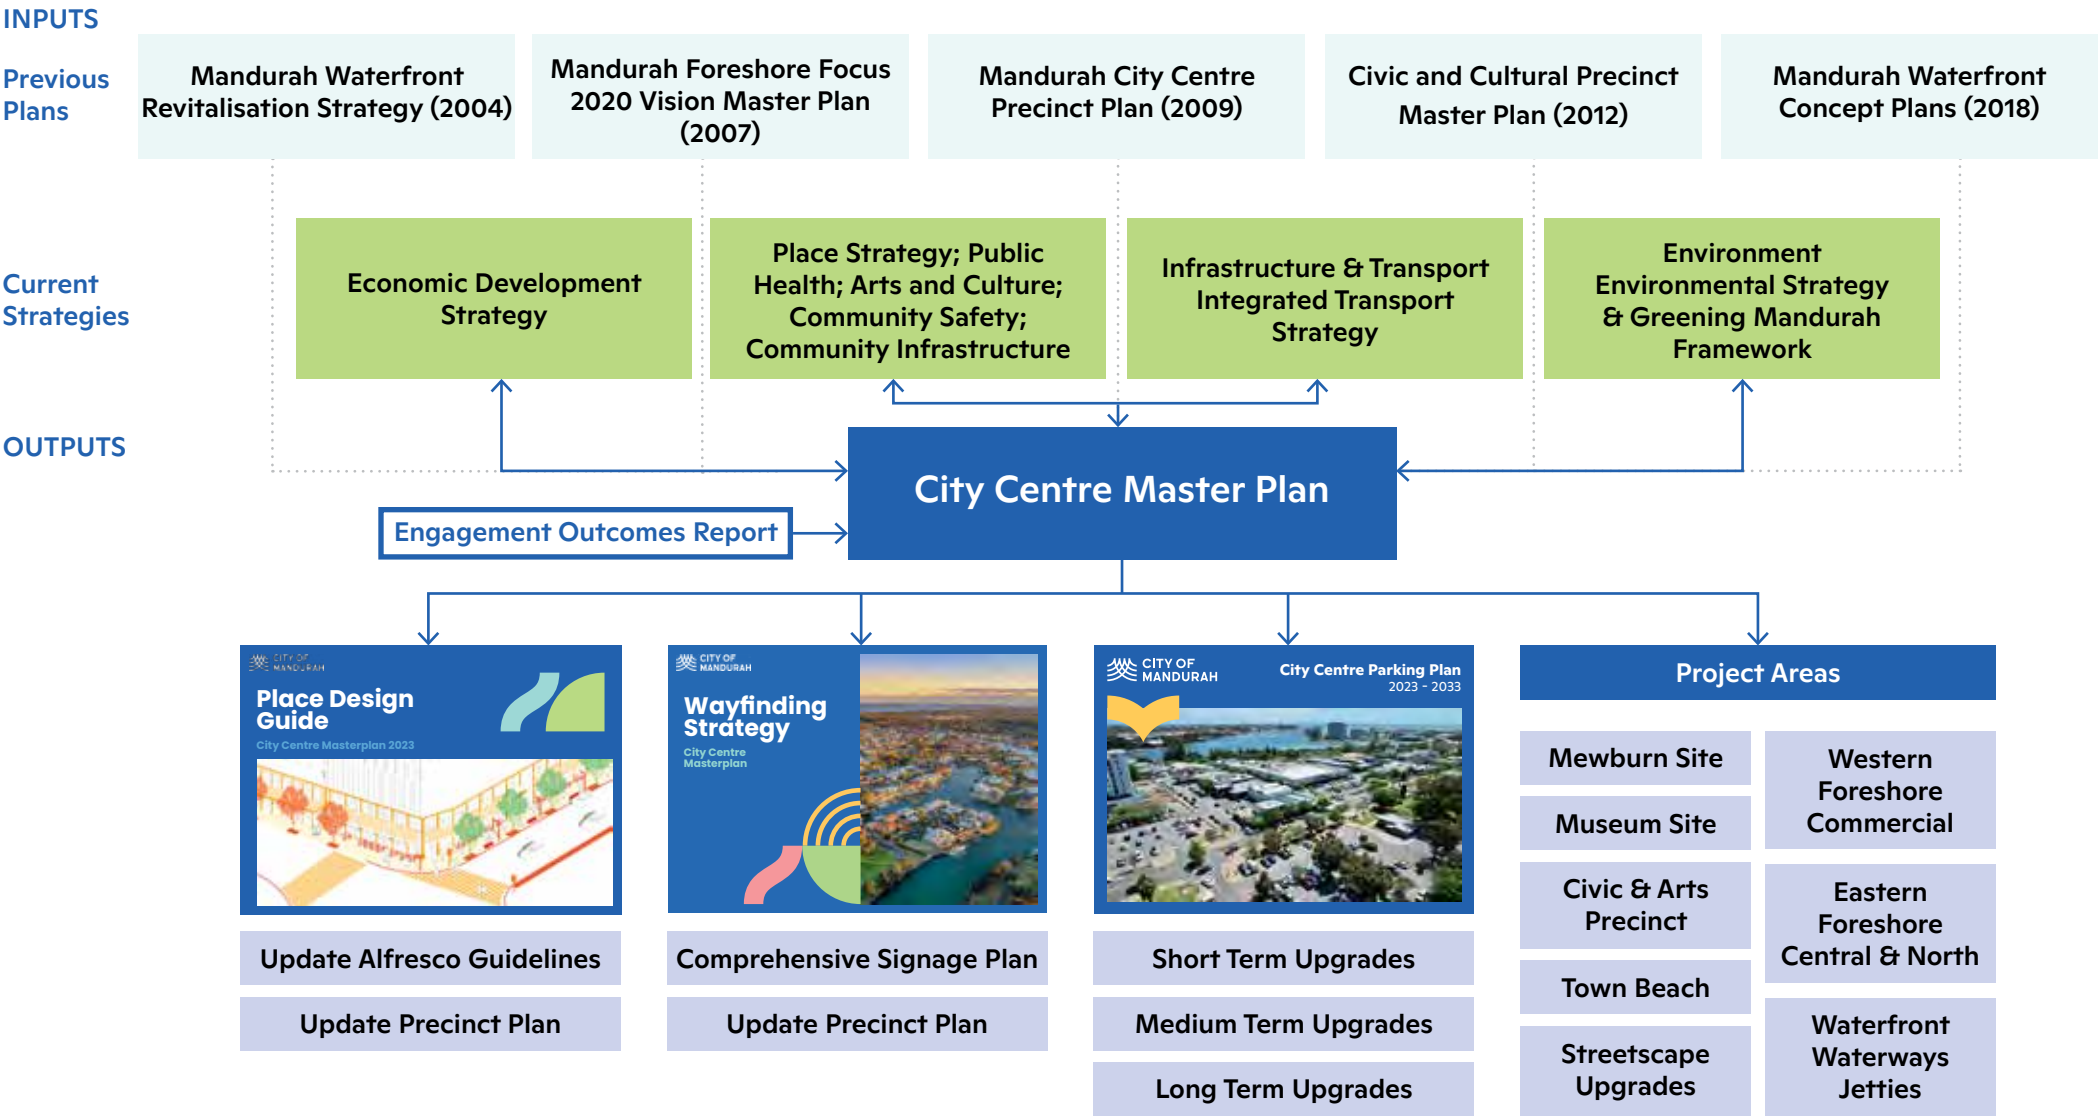 INPUTS
Previous
Plans
Mandurah Waterfront
Revitalisation Strategy (2004)
Mandurah Foreshore Focus
2020 Vision Master Plan
(2007)
Mandurah City Centre
Precinct Plan (2009)
Civic and Cultural Precinct
Master Plan (2012)
Mandurah Waterfront
Concept Plans (2018)
Current
Strategies
Economic Development
Strategy
Place Strategy; Public
Health; Arts and Culture;
Community Safety;
Community Infrastructure
Infrastructure & Transport
Integrated Transport
Strategy
Environment
Environmental Strategy
& Greening Mandurah
Framework
OUTPUTS
City Centre Master Plan
Engagement Outcomes Report
CITY OF
MANDURAH
Place Design
Guide
City Centre Masterplan 2023
Update Alfresco Guidelines
Update Precinct Plan
CITY OF
MANDURAH
Wayfinding
Strategy
City Centre
Masterplan
Comprehensive Signage Plan
Update Precinct Plan
CITY OF
MANDURAH
City Centre Parking Plan
2023 - 2033
Short Term Upgrades
Medium Term Upgrades
Long Term Upgrades
Project Areas
Mewburn Site
Museum Site
Civic & Arts
Precinct
Town Beach
Streetscape
Upgrades
Western
Foreshore
Commercial
Eastern
Foreshore
Central & North
Waterfront
Waterways
Jetties